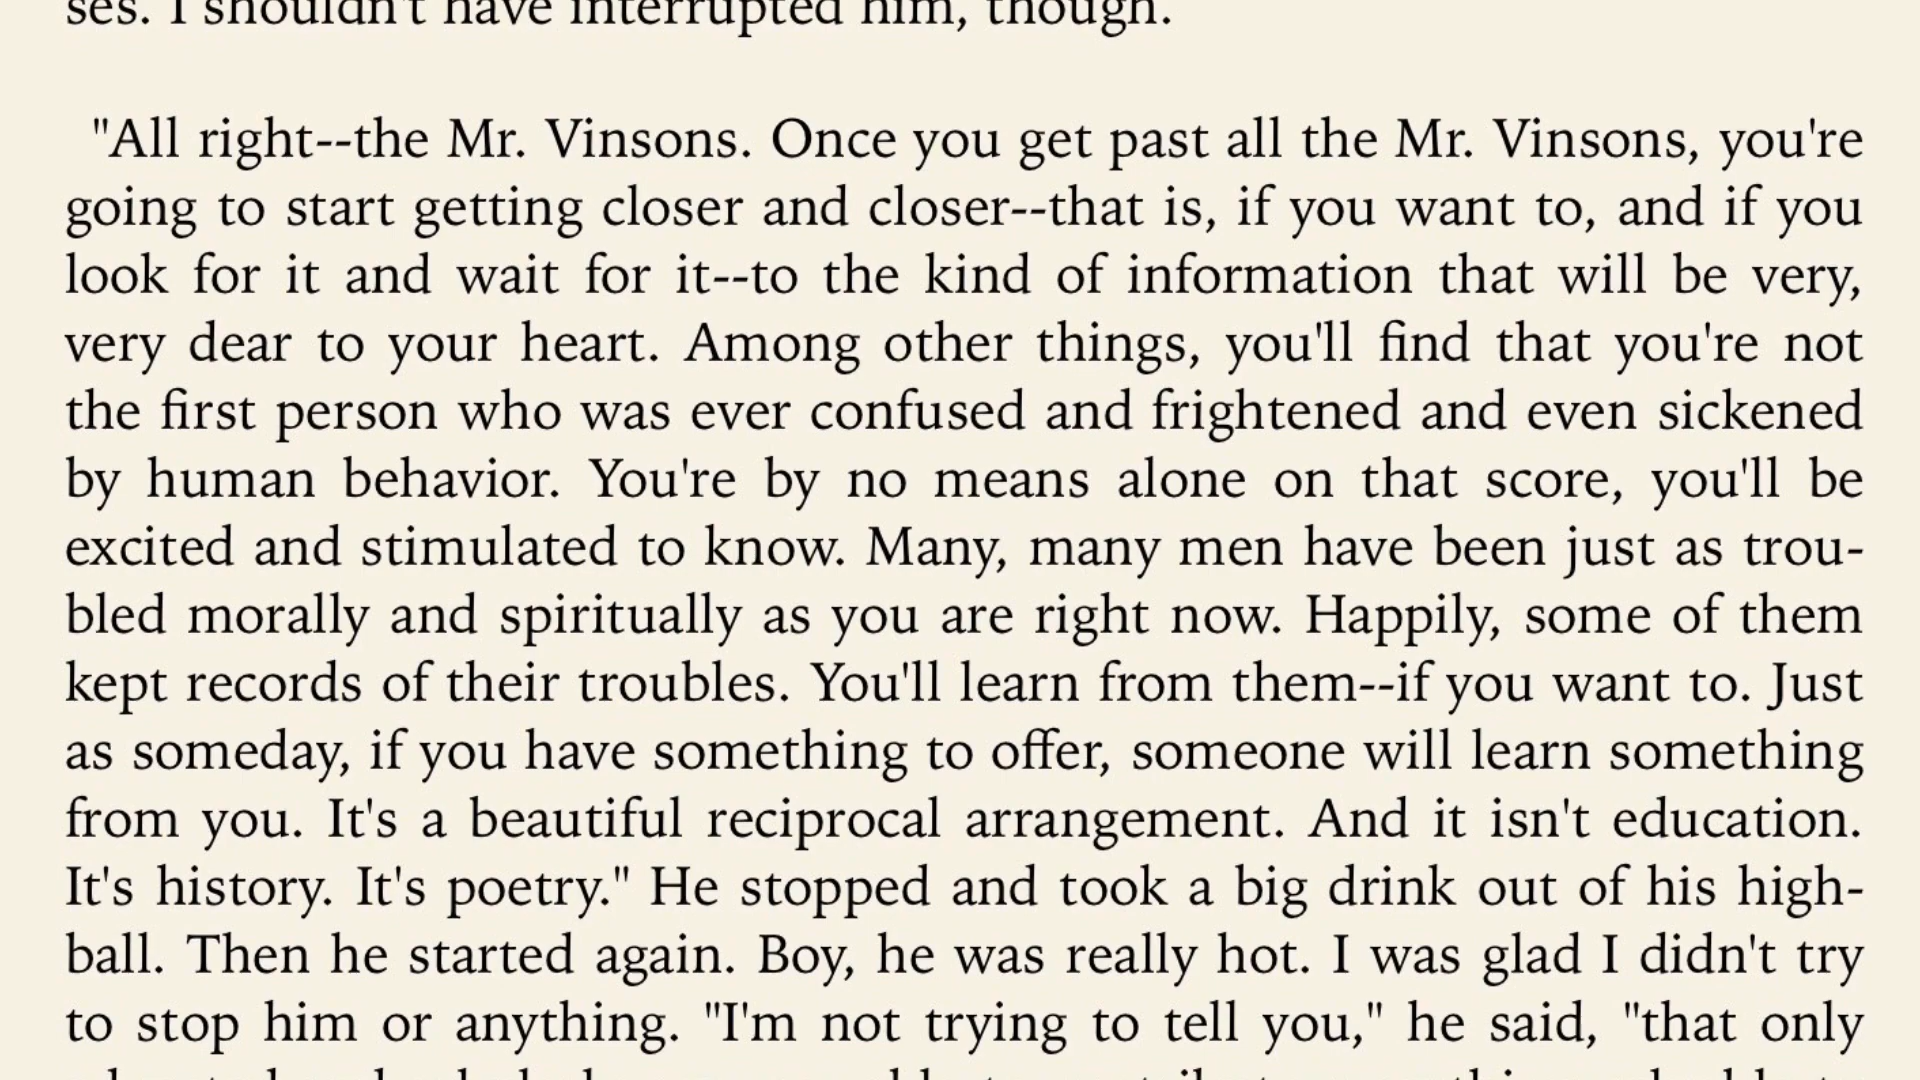 ses. I shouldn't have interrupted him, though.
"All right--the Mr. Vinsons. Once you get past all the Mr. Vinsons, you're
going to start getting closer and closer--that is, if you want to, and if you
look for it and wait for it--to the kind of information that will be very,
very dear to your heart. Among other things, you'll find that you're not
the first person who was ever confused and frightened and even sickened
by human behavior. You're by no means alone on that score, you'll be
excited and stimulated to know. Many, many men have been just as trou-
bled morally and spiritually as you are right now. Happily, some of them
kept records of their troubles. You'll learn from them--if you want to. Just
as someday, if you have something to offer, someone will learn something
from you. It's a beautiful reciprocal arrangement. And it isn't education.
It's history. It's poetry." He stopped and took a big drink out of his high-
ball. Then he started again. Boy, he was really hot. I was glad I didn't try
to stop him or anything. "I'm not trying to tell you," he said, "that only